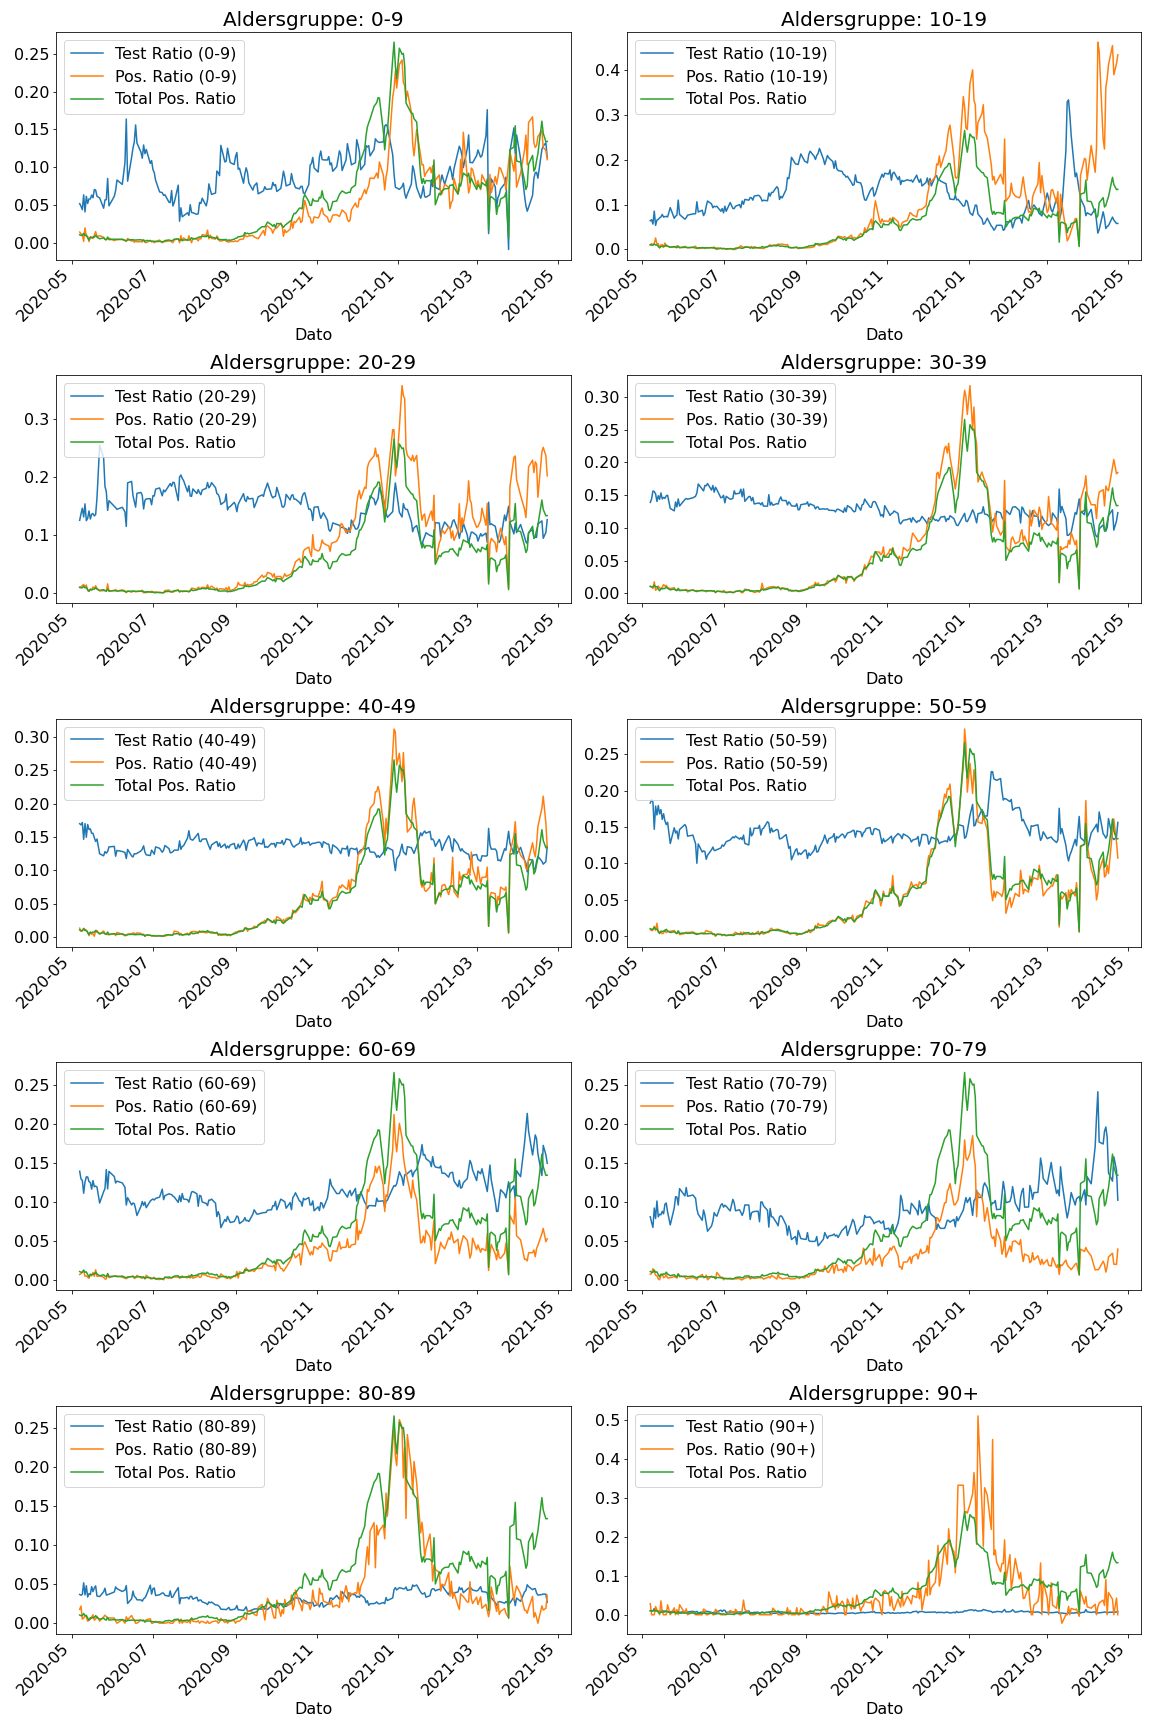 Aldersgruppe: 0-9
Test Ratio (0-9)
Pos. Ratio (0-9)
Total Pos. Ratio
0.25
0.20
0.15
0.10
0.05
0.00
2020-05
2020-07
2020-09
2020-11
2021-01
2021-03
2021-05
Dato
Aldersgruppe: 10-19
Test Ratio (10-19)
Pos. Ratio (10-19)
Total Pos. Ratio
0.4
0.3
0.2
0.1
0.0
2020-05
2020-07
2020-09
2020-11
2021-01
2021-03
2021-05
Dato
Aldersgruppe: 20-29
Test Ratio (20-29)
Pos. Ratio (20-29)
Total Pos. Ratio
0.3
0.2
0.1
0.0
2020-05
2020-07
2020-09
2020-11
2021-01
2021-03
2021-05
Dato
Aldersgruppe: 30-39
Test Ratio (30-39)
Pos. Ratio (30-39)
Total Pos. Ratio
0.30
0.25
0.20
0.15
0.10
0.05
0.00
2020-05
2020-07
2020-09
2020-11
2021-01
2021-03
2021-05
Dato
Aldersgruppe: 40-49
Test Ratio (40-49)
Pos. Ratio (40-49)
Total Pos. Ratio
0.30
0.25
0.20
0.15
0.10
0.05
0.00
2020-05
2020-07
2020-09
2020-11
2021-01
2021-03
2021-05
Dato
Aldersgruppe: 50-59
Test Ratio (50-59)
Pos. Ratio (50-59)
Total Pos. Ratio
0.25
0.20
0.15
0.10
0.05
0.00
2020-05
2020-07
2020-09
2020-11
2021-01
2021-03
2021-05
Dato
Aldersgruppe: 60-69
Test Ratio (60-69)
Pos. Ratio (60-69)
Total Pos. Ratio
0.25
0.20
0.15
0.10
0.05
0.00
2020-05
2020-07
2020-09
2020-11
2021-01
2021-03
2021-05
Dato
Aldersgruppe: 70-79
Test Ratio (70-79)
Pos. Ratio (70-79)
Total Pos. Ratio
0.25
0.20
0.15
0.10
0.05
0.00
2020-05
2020-07
2020-09
2020-11
2021-01
2021-03
2021-05
Dato
Aldersgruppe: 80-89
Test Ratio (80-89)
Pos. Ratio (80-89)
Total Pos. Ratio
0.25
0.20
0.15
0.10
0.05
0.00
2020-05
2020-07
2020-09
2020-11
2021-01
2021-03
2021-05
Dato
Aldersgruppe: 90+
Test Ratio (90+)
Pos. Ratio (90+)
Total Pos. Ratio
0.5
0.4
0.3
0.2
0.1
0.0
2020-05
2020-07
2020-09
2020-11
2021-01
2021-03
2021-05
Dato